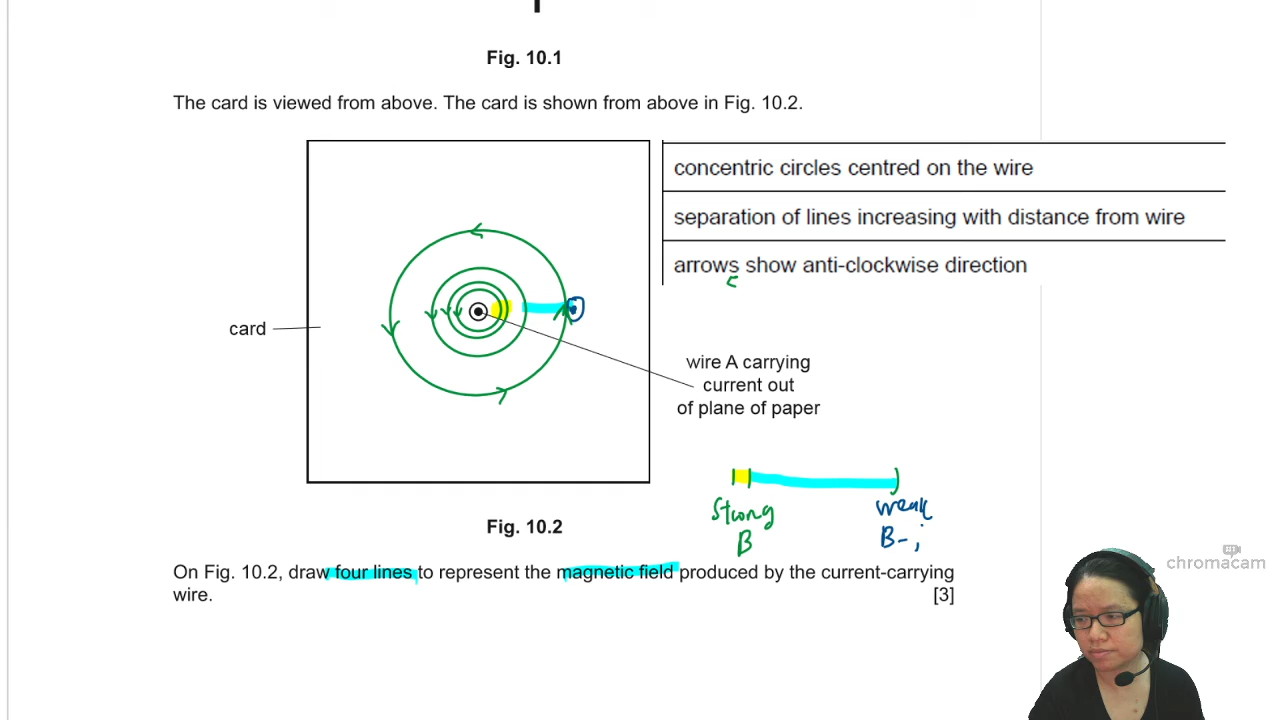 Fig. 10.1
The card is viewed from above. The card is shown from above in Fig. 10.2.
concentric circles centred on the wire
separation of lines increasing with distance from wire
arrows show anti-clockwise direction
card
wire A carrying
current out
of plane of paper
strong
B
weak
B
Fig. 10.2
chromacam
On Fig. 10.2, draw four lines to represent the magnetic field produced by the current-carrying
wire. [3]